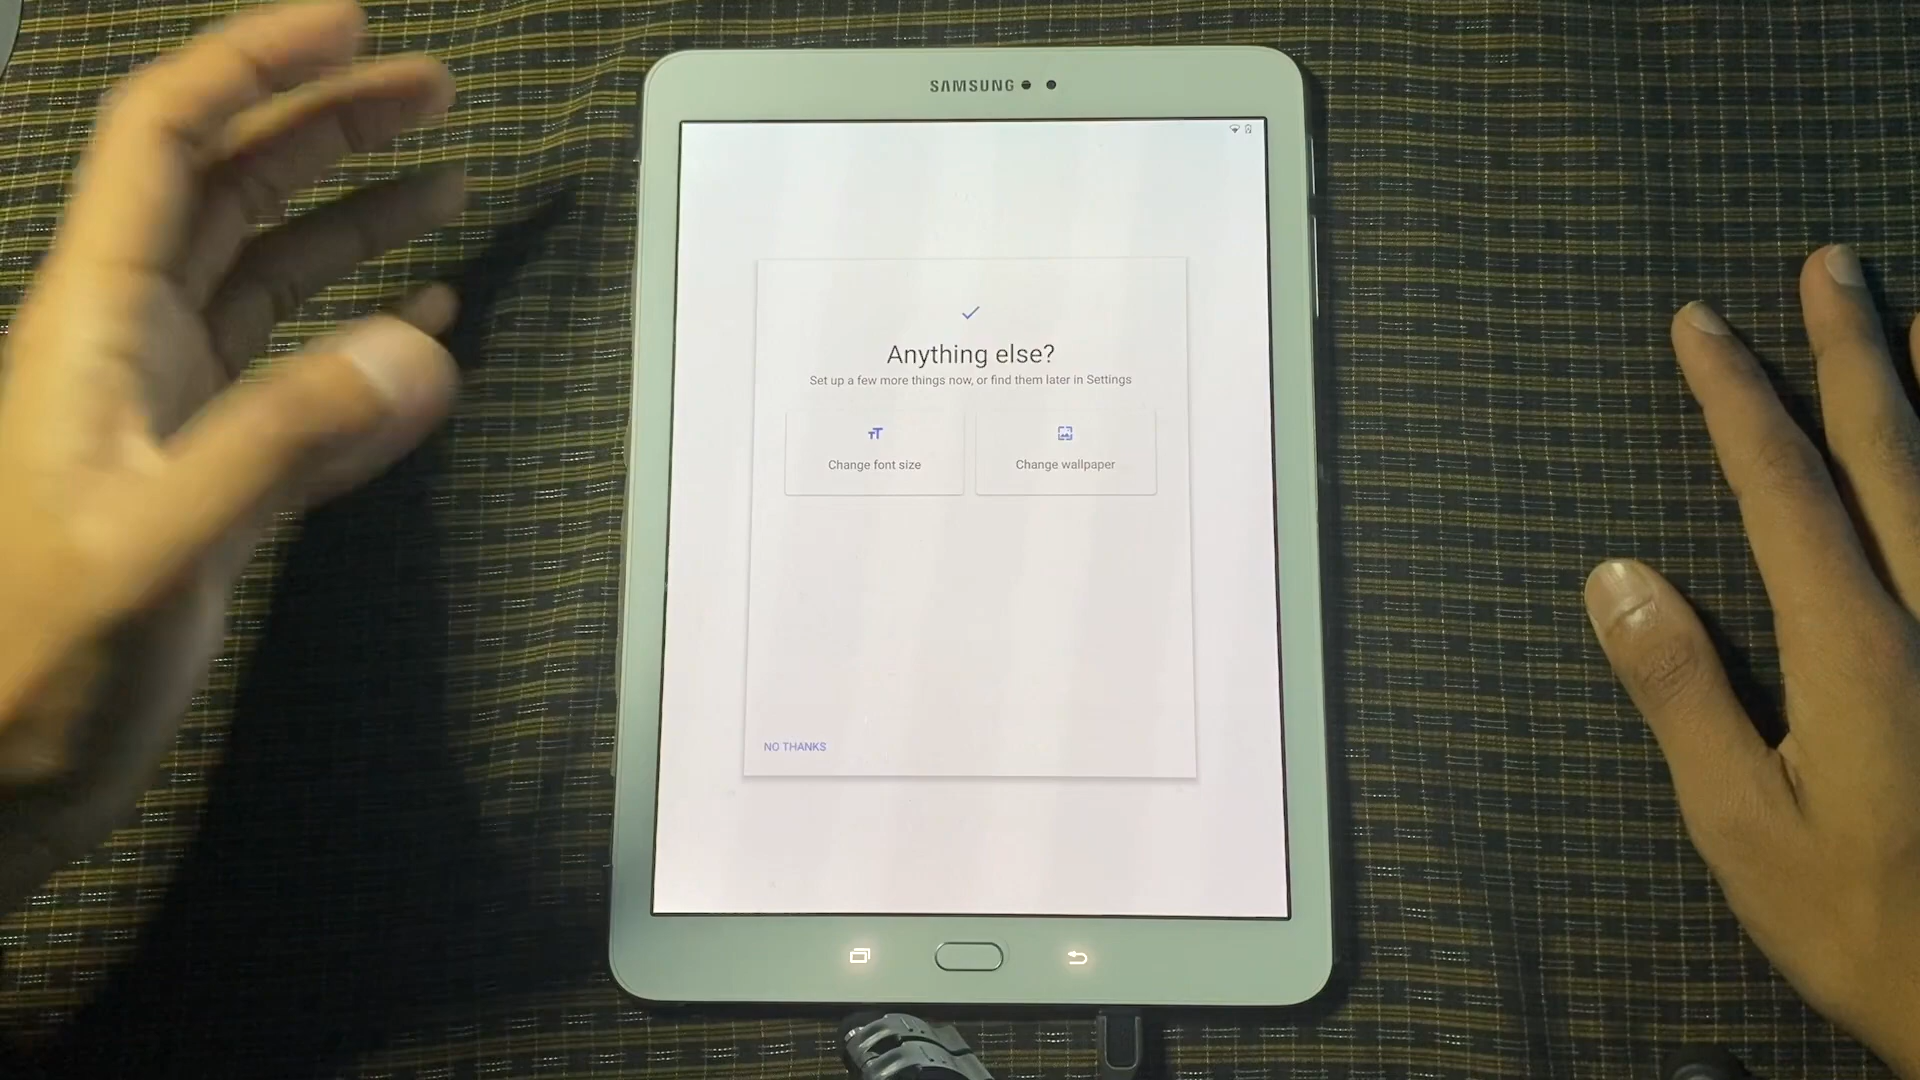 SAMSUNG
Anything else?
Set up a few more things now, or find them later in Settings
Change font size
Change wallpaper
NO THANKS